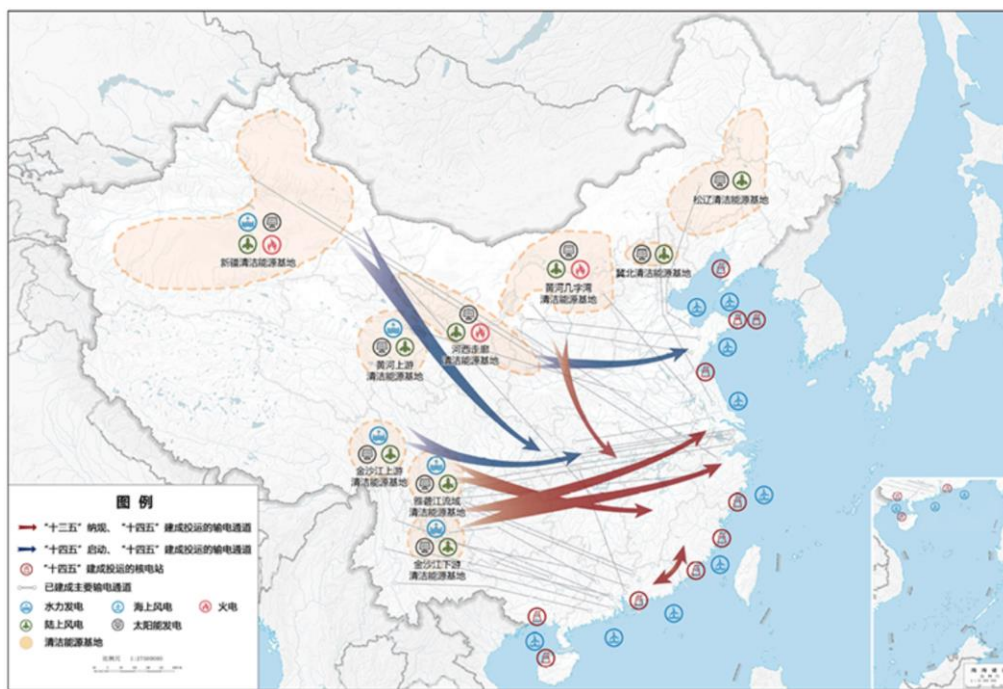 松辽清洁能源基地
新疆清洁能源基地
冀北清洁能源基地
黄河几字湾
清洁能源基地
河西走廊
清洁能源基地
黄河上游
清洁能源基地
金沙江上游
清洁能源基地
雅砻江流域
清洁能源基地
金沙江下游
清洁能源基地
图 例
“十三五”纳规、“十四五”建成投运的输电通道
“十四五”启动、“十四五”建成投运的输电通道
“十四五”建成投运的核电站
已建成主要输电通道
水力发电 海上风电 火电
陆上风电 太阳能发电
清洁能源基地